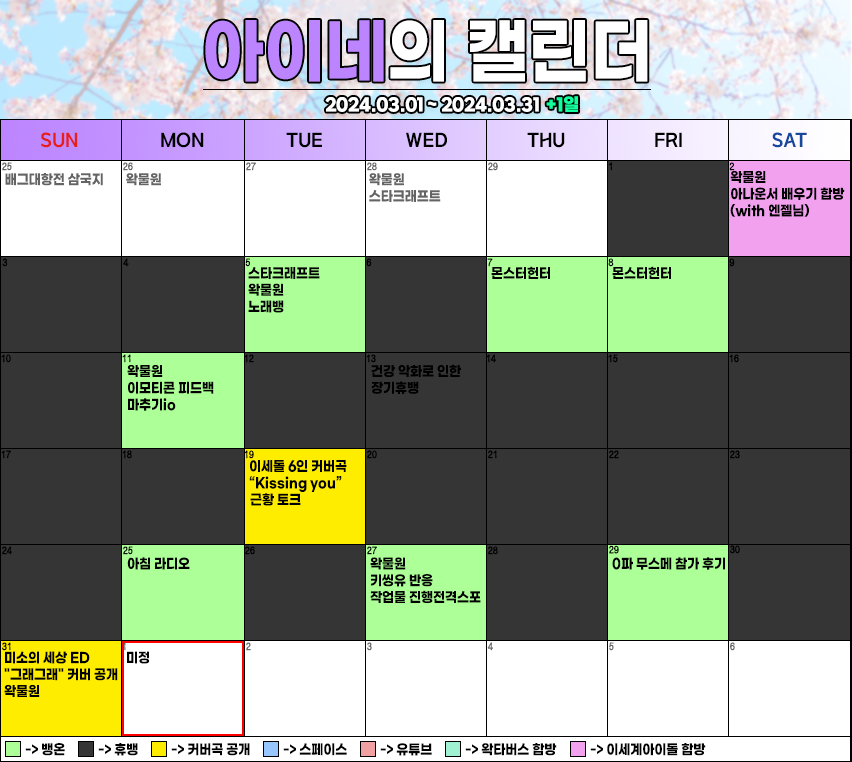 아이네의 캘린더
2024.03.01 ~ 2024.03.31 +1일
SUN MON TUE WED THU FRI SAT
25 26 27 28 29 1 2
배그대항전 삼국지
왁물원
왁물원
스타크래프트
왁물원
아나운서 배우기 합방
(with 엔젤님)
3 4 5 6 7 8 9
스타크래프트
왁물원
노래뱅
몬스터헌터
몬스터헌터
10 11 12 13 14 15 16
왁물원
이모티콘 피드백
마추기io
건강 악화로 인한
장기휴뱅
17 18 19 20 21 22 23
이세돌 6인 커버곡
“Kissing you”
근황 토크
24 25 26 27 28 29 30
아침 라디오
왁물원
키씽유 반응
작업물 진행전격스포
0파 무스메 참가 후기
31 1 2 3 4 5 6
미소의 세상 ED
"그래그래" 커버 공개
왁물원
미정
-> 뱅온 -> 휴뱅 -> 커버곡 공개 -> 스페이스 -> 유튜브 -> 왁타버스 합방 -> 이세계아이돌 합방